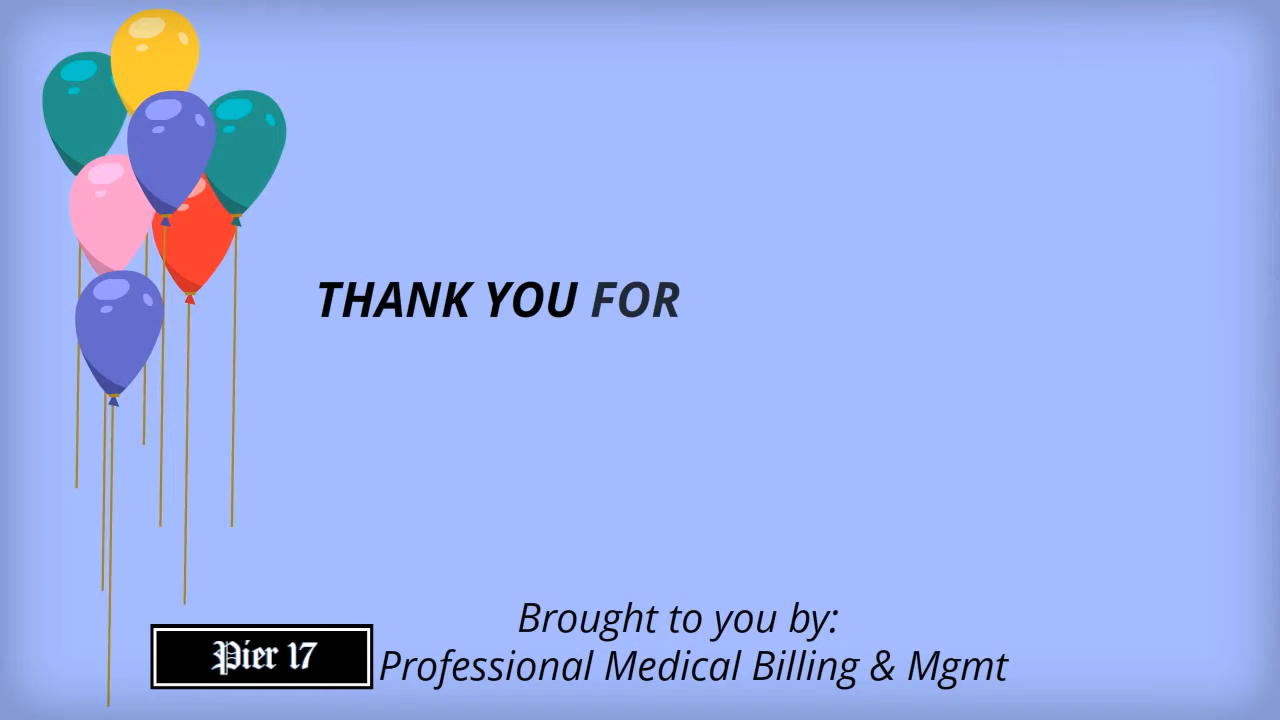 THANK YOU FOR
Brought to you by:
Pier 17
Professional Medical Billing & Mgmt